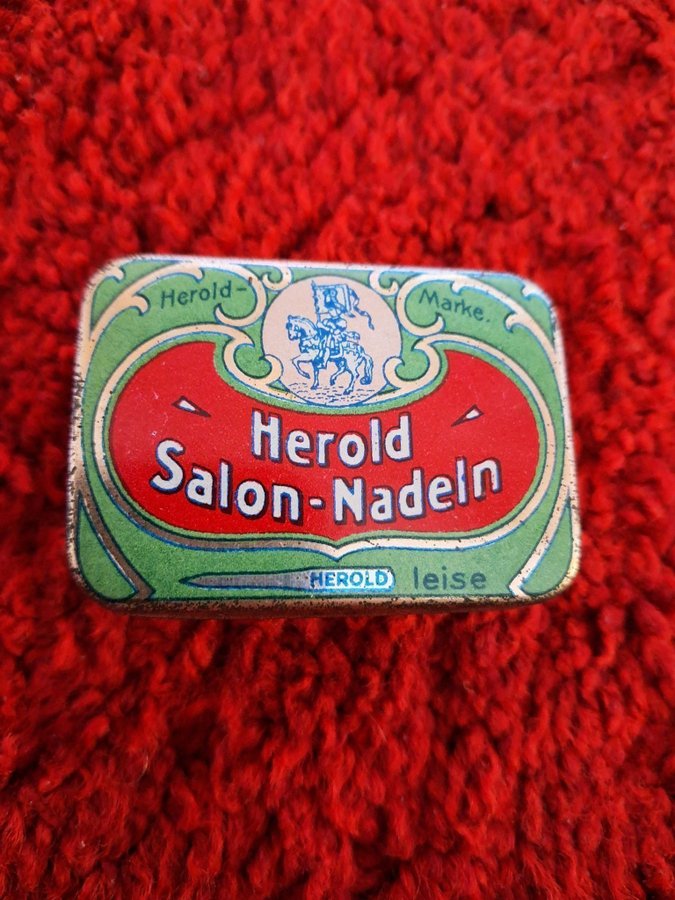 Herold- Marke.
Herold
Salon-Nadeln
HEROLD leise